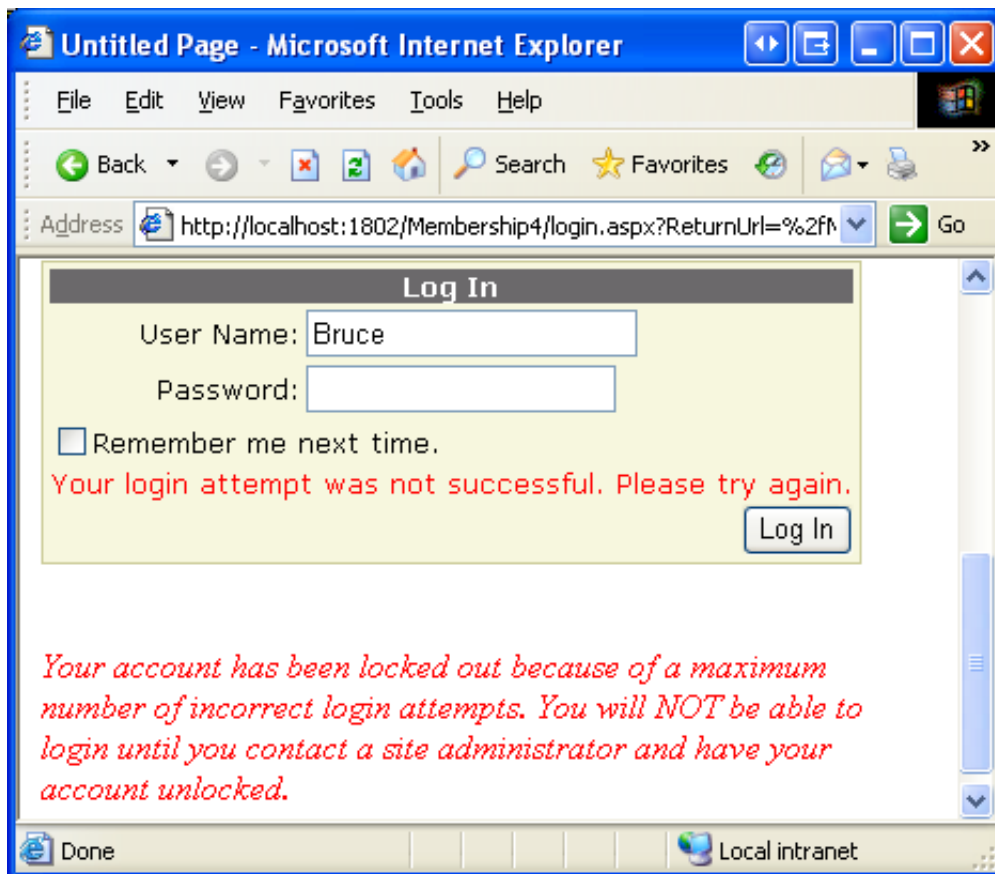 Untitled Page - Microsoft Internet Explorer
File Edit View Favorites Tools Help
Back Search Favorites »
Address http://localhost:1802/Membership4/login.aspx?ReturnUrl=%2fM Go
Log In
User Name: Bruce
Password:
Remember me next time.
Your login attempt was not successful. Please try again.
Log In
Your account has been locked out because of a maximum
number of incorrect login attempts. You will NOT be able to
login until you contact a site administrator and have your
account unlocked.
Done Local intranet